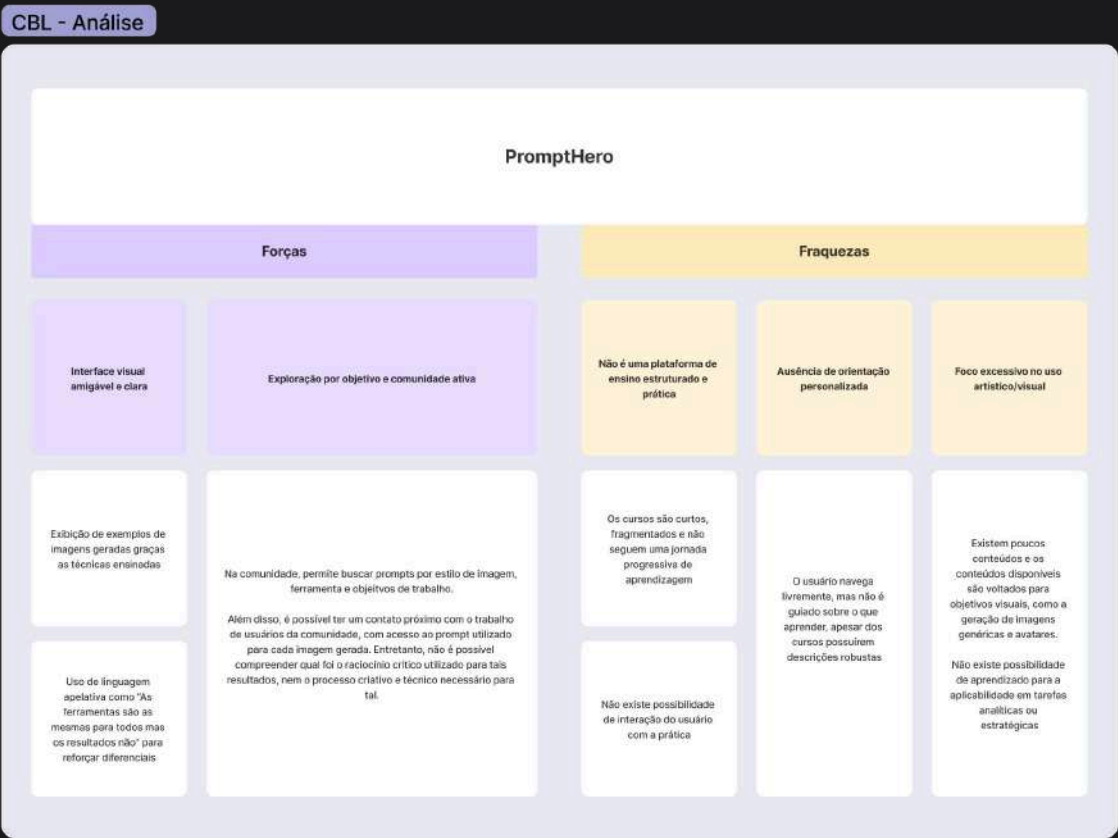 CBL - Análise
PromptHero
Forças
Fraquezas
Interface visual
amigável e clara
Exploração por objetivo e comunidade ativa
Não é uma plataforma de
ensino estruturado e
prática
Ausência de orientação
personalizada
Foco excessivo no uso
artístico/visual
Exibição de exemplos de
imagens geradas graças
as técnicas ensinadas
Uso de linguagem
apelativa como "As
ferramentas são as
mesmas para todos mas
os resultados não" para
reforçar diferenciais
Na comunidade, permite buscar prompts por estilo de imagem,
ferramenta e objeitvos de trabalho.
Além disso, é possível ter um contato próximo com o trabalho
de usuários da comunidade, com acesso ao prompt utilizado
para cada imagem gerada. Entretanto, não é possível
compreender qual foi o raciocínio crítico utilizado para tais
resultados, nem o processo criativo e técnico necessário para
tal.
Os cursos são curtos,
fragmentados e não
seguem uma jornada
progressiva de
aprendizagem
Não existe possibilidade
de interação do usuário
com a prática
O usuário navega
livremente, mas não é
guiado sobre o que
aprender, apesar dos
cursos possuírem
descrições robustas
Existem poucos
conteúdos e os
conteúdos disponíveis
são voltados para
objetivos visuais, como a
geração de imagens
genéricas e avatares.
Não existe possibilidade
de aprendizado para a
aplicabilidade em tarefas
analíticas ou
estratégicas